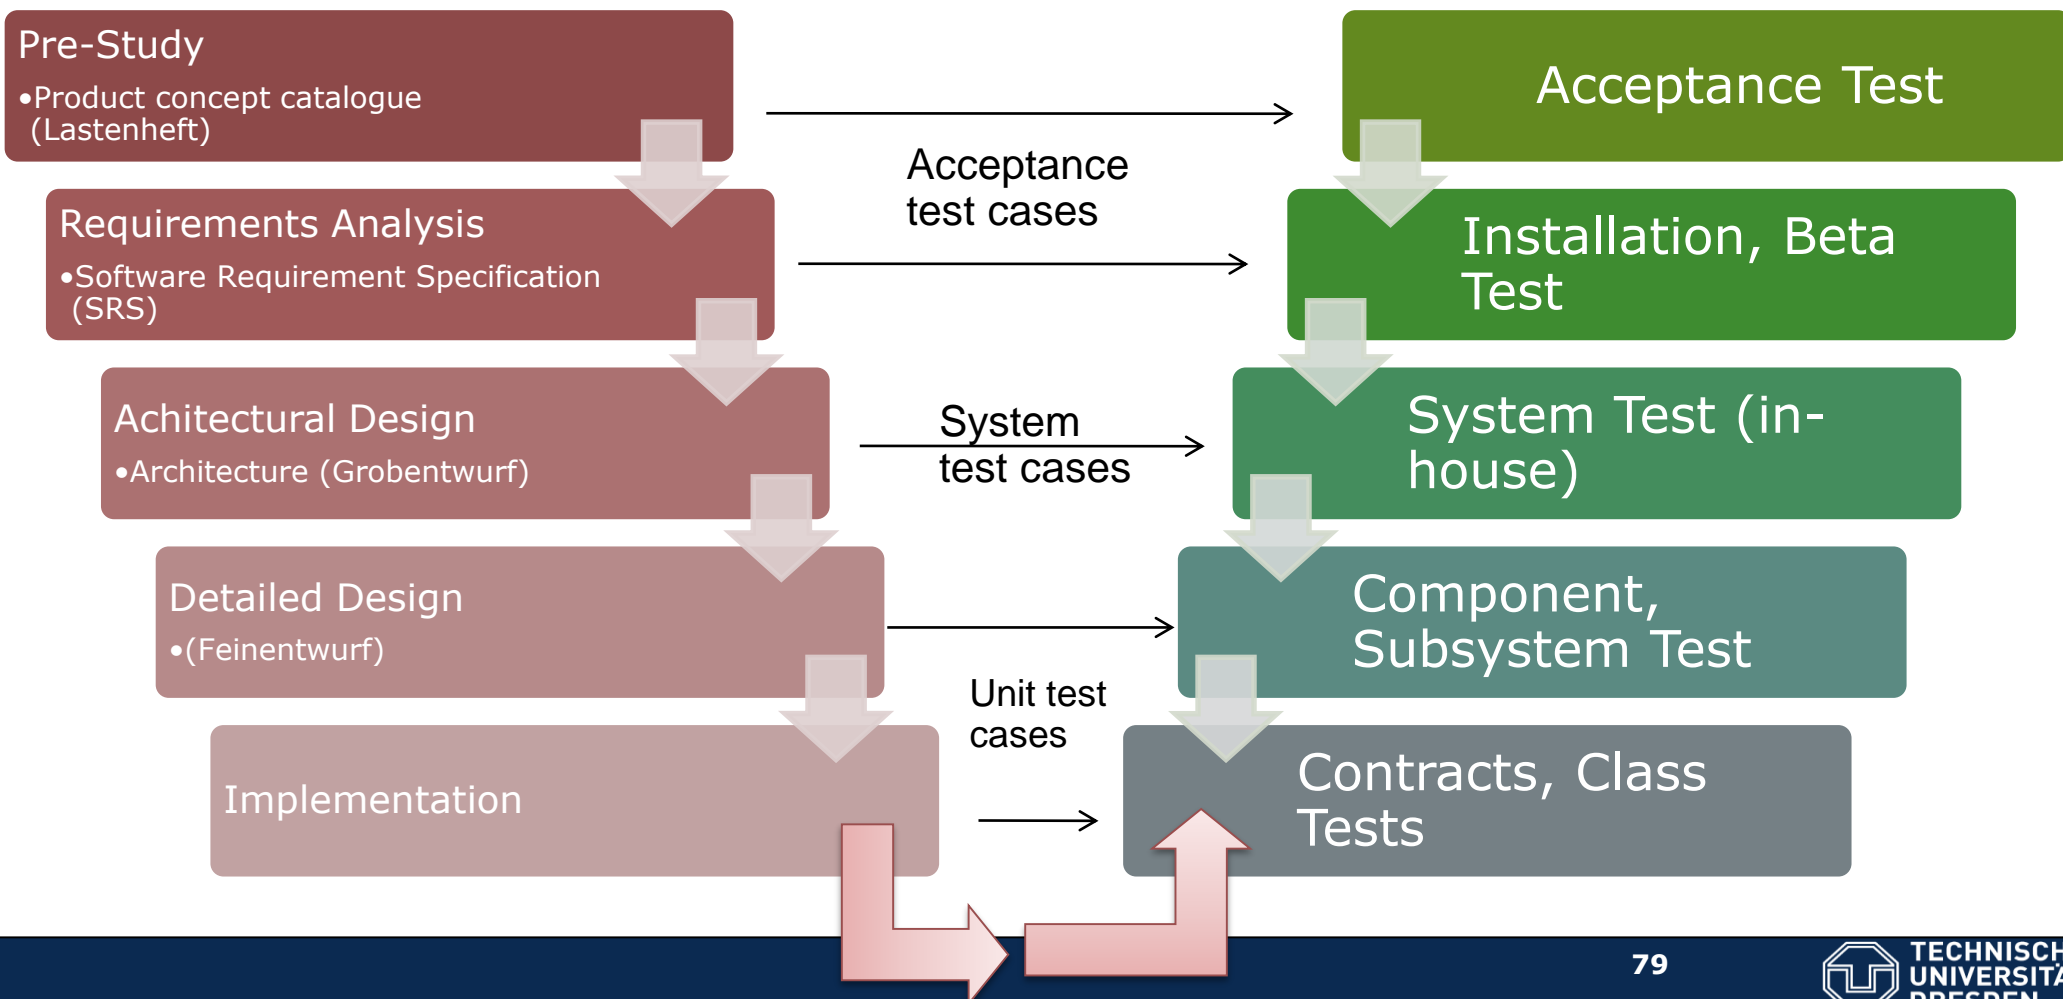 Pre-Study
•Product concept catalogue
(Lastenheft)
Acceptance Test
Acceptance
test cases
Requirements Analysis
•Software Requirement Specification
(SRS)
Installation, Beta
Test
Achitectural Design
•Architecture (Grobentwurf)
System
test cases
System Test (in-
house)
Detailed Design
•(Feinentwurf)
Component,
Subsystem Test
Unit test
cases
Implementation
Contracts, Class
Tests
79
TECHNISCH
UNIVERSITÄ
DRESDEN